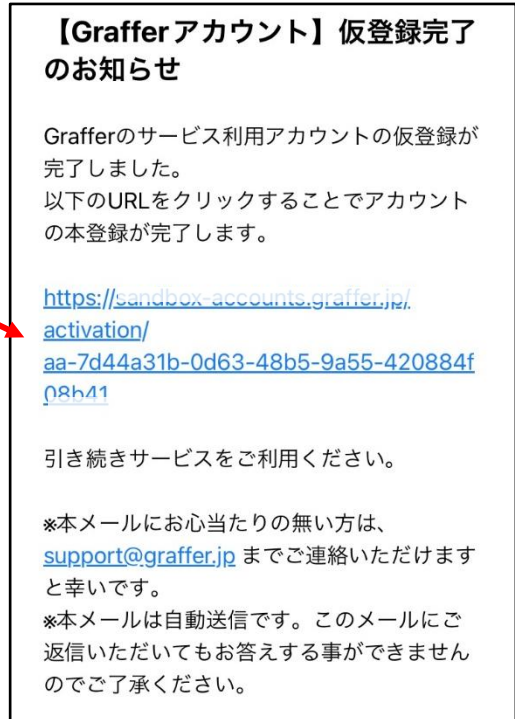 【Grafferアカウント】仮登録完了
のお知らせ
Grafferのサービス利用アカウントの仮登録が
完了しました。
以下のURLをクリックすることでアカウント
の本登録が完了します。
https://sandbox-accounts.graffer.jp/
activation/
aa-7d44a31b-0d63-48b5-9a55-420884f
08b41
引き続きサービスをご利用ください。
※本メールにお心当たりの無い方は、
support@graffer.jp までご連絡いただけます
と幸いです。
※本メールは自動送信です。このメールにご
返信いただいてもお答えする事ができません
のでご了承ください。